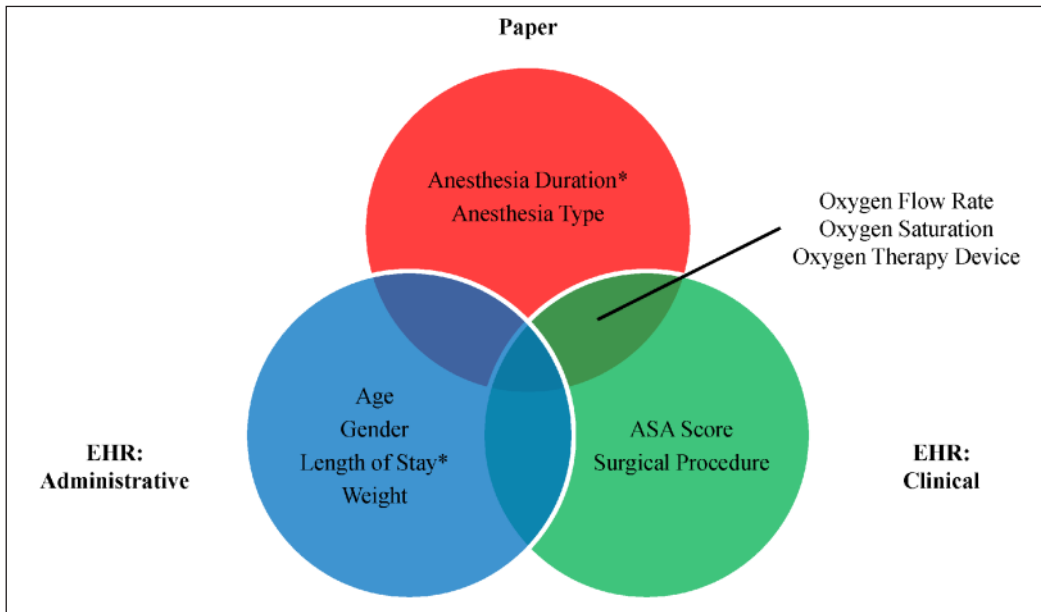 Paper
Anesthesia Duration*
Anesthesia Type
Oxygen Flow Rate
Oxygen Saturation
Oxygen Therapy Device
Age
Gender
Length of Stay*
Weight
ASA Score
Surgical Procedure
EHR:
Administrative
EHR:
Clinical